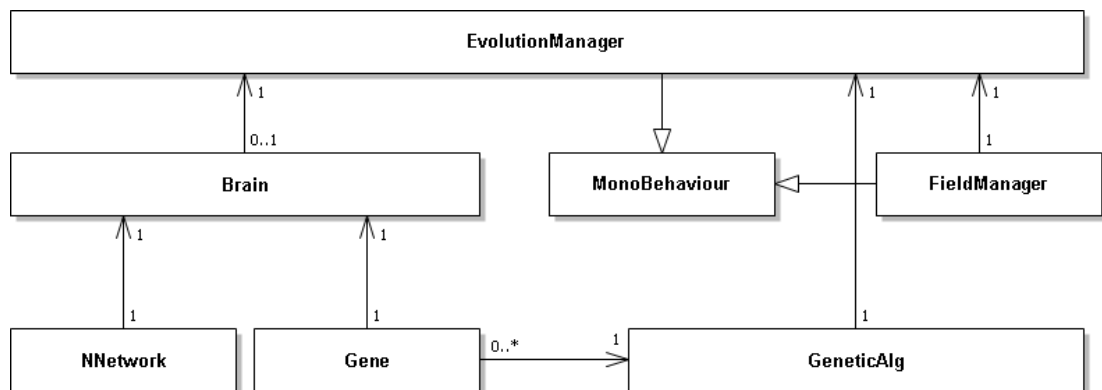 EvolutionManager
1
1
1
0..1
1
Brain
MonoBehaviour
FieldManager
1
1
1
1
1
NNetwork
Gene
0..*
1
GeneticAlg